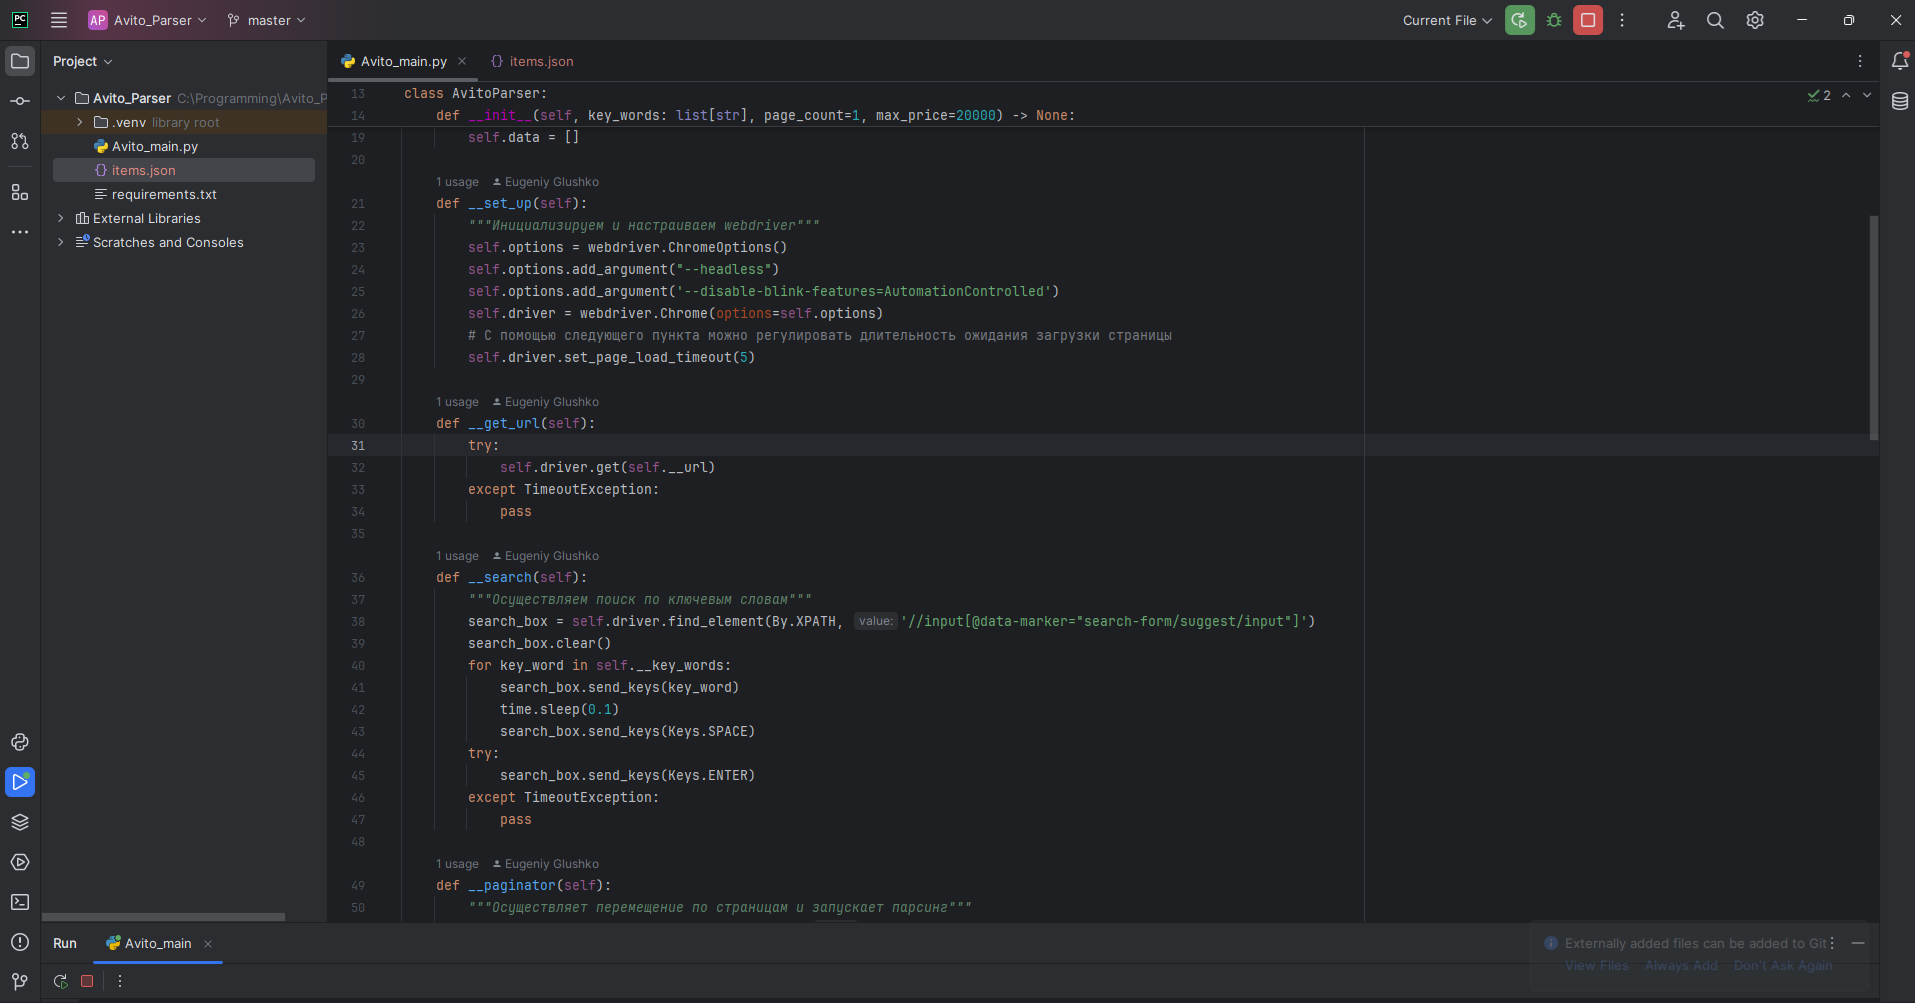 PC
AP Avito_Parser master Current File
Project
Avito_Main.py items.json
Avito_Parser C:\Programming\Avito_P
.venv library root
Avito_main.py
items.json
requirements.txt
External Libraries
Scratches and Consoles
2
13 class AvitoParser:
14 def __init__(self, key_words: list[str], page_count=1, max_price=20000) -> None:
19 self.data = []
20
1 usage Eugeniy Glushko
21 def __set_up(self):
22 """Инициализируем и настраиваем webdriver"""
23 self.options = webdriver.ChromeOptions()
24 self.options.add_argument("--headless")
25 self.options.add_argument('--disable-blink-features=AutomationControlled')
26 self.driver = webdriver.Chrome(options=self.options)
27 # С помощью следующего пункта можно регулировать длительность ожидания загрузки страницы
28 self.driver.set_page_load_timeout(5)
29
1 usage Eugeniy Glushko
30 def __get_url(self):
31 try:
32 self.driver.get(self.__url)
33 except TimeoutException:
34 pass
35
1 usage Eugeniy Glushko
36 def __search(self):
37 """Осуществляем поиск по ключевым словам"""
38 search_box = self.driver.find_element(By.XPATH, value: '//input[@data-marker="search-form/suggest/input"]')
39 search_box.clear()
40 for key_word in self.__key_words:
41 search_box.send_keys(key_word)
42 time.sleep(0.1)
43 search_box.send_keys(Keys.SPACE)
44 try:
45 search_box.send_keys(Keys.ENTER)
46 except TimeoutException:
47 pass
48
1 usage Eugeniy Glushko
49 def __paginator(self):
50 """Осуществляет перемещение по страницам и запускает парсинг"""
Run Avito_main
Externally added files can be added to Git
View Files Always Add Don't Ask Again